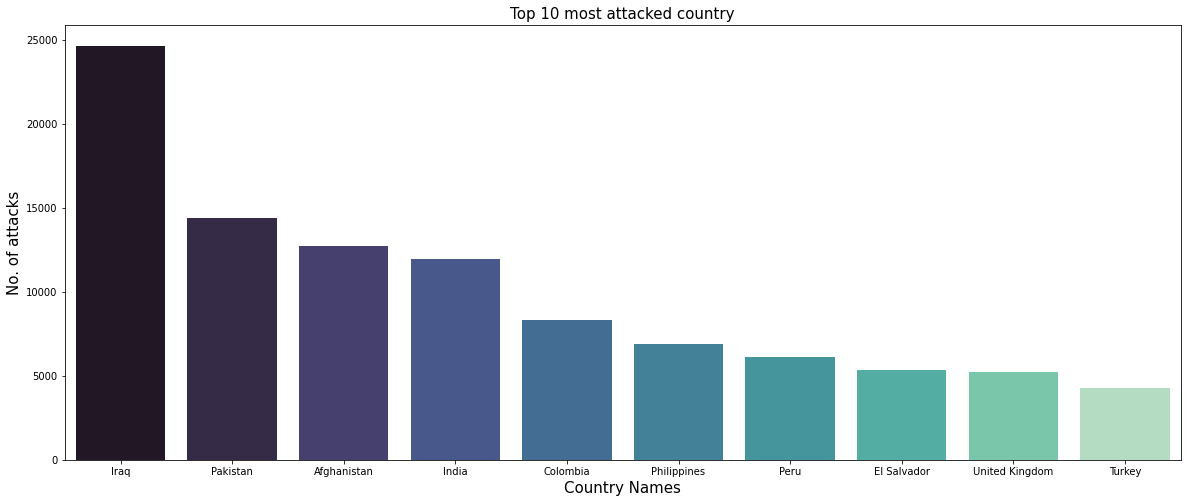 Top 10 most attacked country
No. of attacks
25000
20000
15000
10000
5000
0
Iraq Pakistan Afghanistan India Colombia Philippines Peru El Salvador United Kingdom Turkey
Country Names